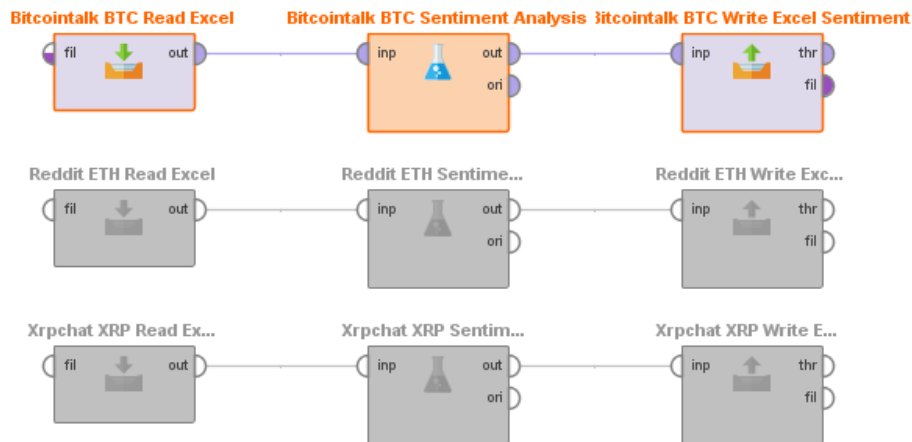 Bitcointalk BTC Read Excel
Bitcointalk BTC Sentiment Analysis
Bitcointalk BTC Write Excel Sentiment
fil out
inp out
ori
inp thr
fil
Reddit ETH Read Excel
Reddit ETH Sentime...
Reddit ETH Write Exc...
fil out
inp out
ori
inp thr
fil
Xrpchat XRP Read Ex...
Xrpchat XRP Sentim...
Xrpchat XRP Write E...
fil out
inp out
ori
inp thr
fil